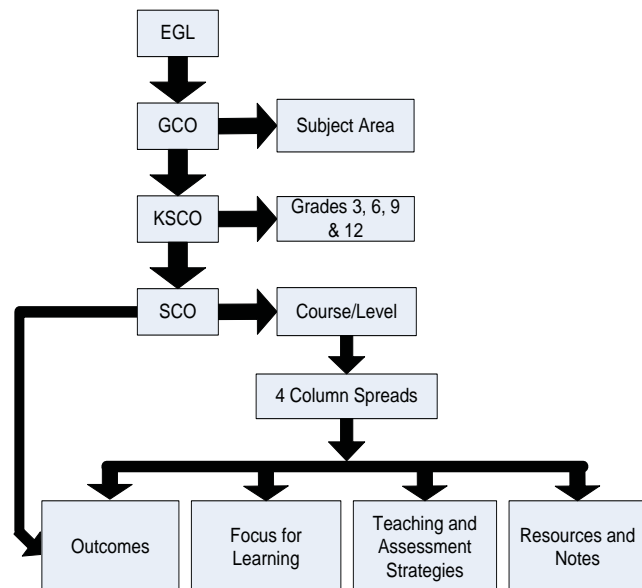 EGL
GCO
Subject Area
KSCO
Grades 3, 6, 9
& 12
SCO
Course/Level
4 Column Spreads
Outcomes
Focus for
Learning
Teaching and
Assessment
Strategies
Resources and
Notes